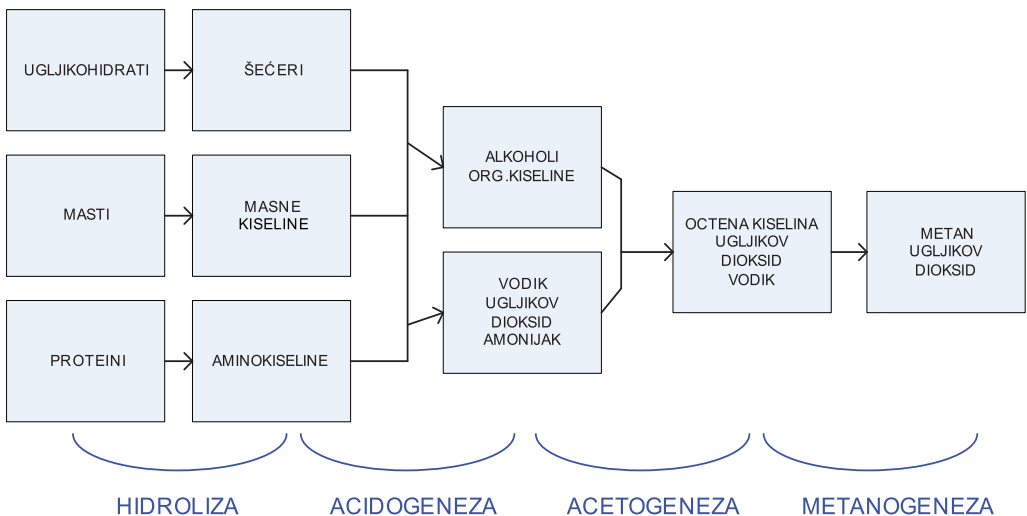 UGLJIKOHIDRATI
ŠEĆERI
MASTI
MASNE
KISELINE
PROTEINI
AMINOKISELINE
ALKOHOLI
ORG.KISELINE
VODIK
UGLJIKOV
DIOKSID
AMONIJAK
OCTENA KISELINA
UGLJIKOV
DIOKSID
VODIK
METAN
UGLJIKOV
DIOKSID
HIDROLIZA
ACIDOGENEZA
ACETOGENEZA
METANOGENEZA